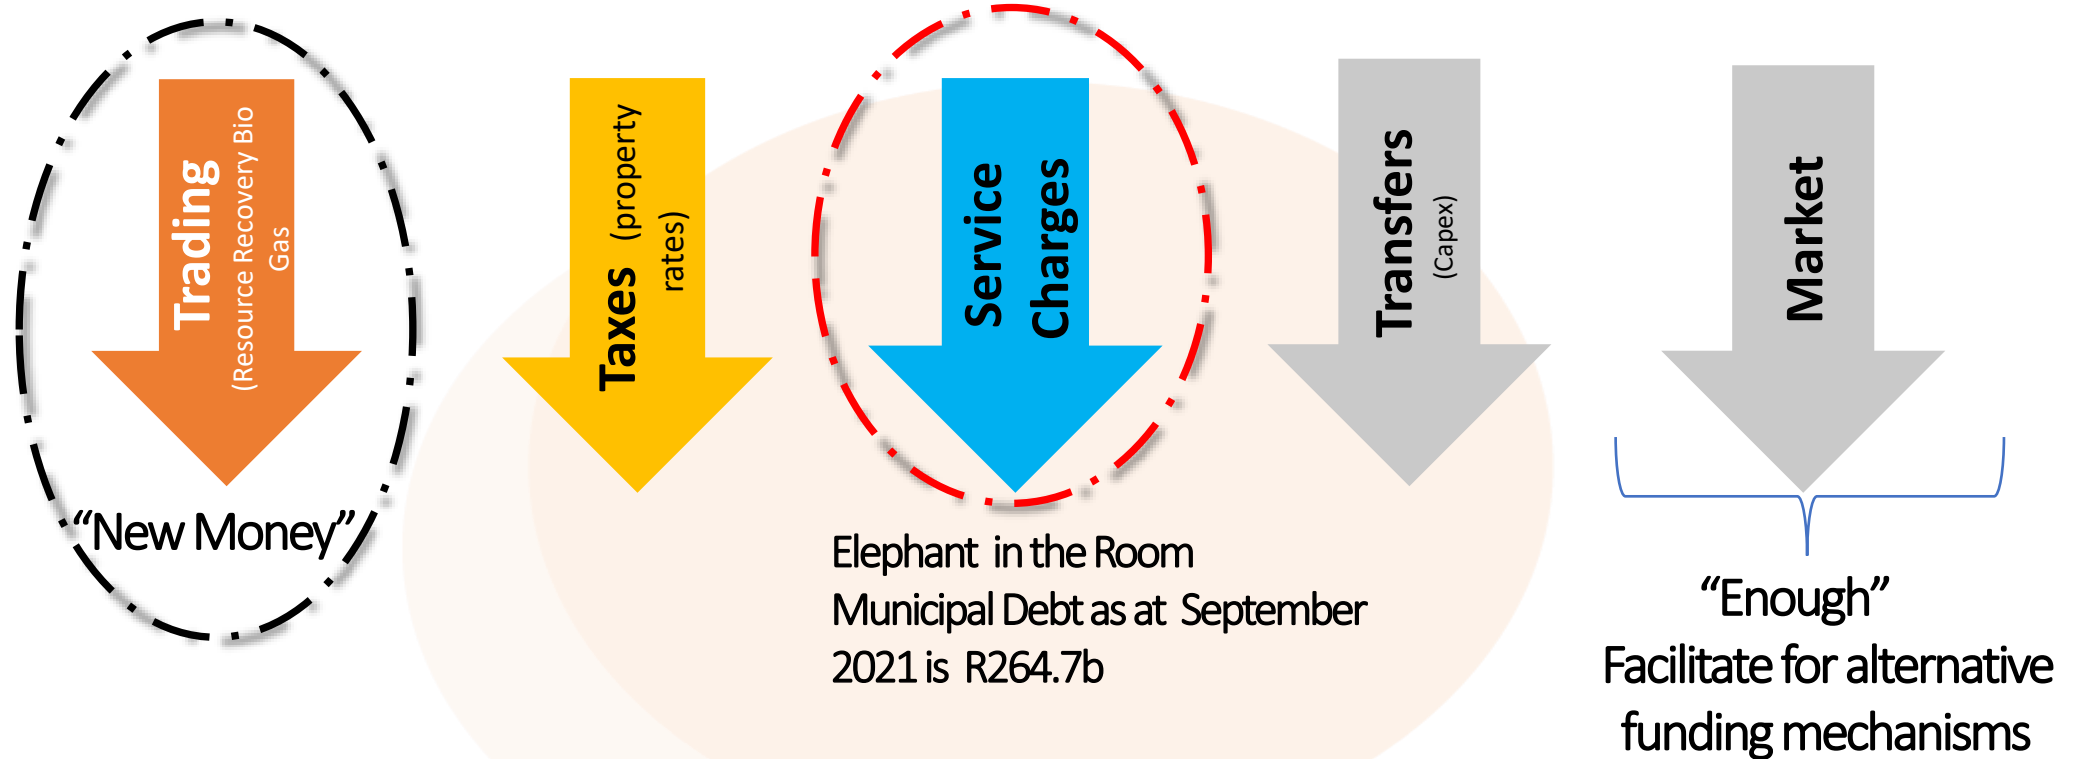 Trading
(Resource Recovery Bio
Gas
Taxes (property
rates)
Service
Charges
Transfers
(Capex)
Market
“New Money”
Elephant in the Room
Municipal Debt as at September
2021 is R264.7b
“Enough”
Facilitate for alternative
funding mechanisms